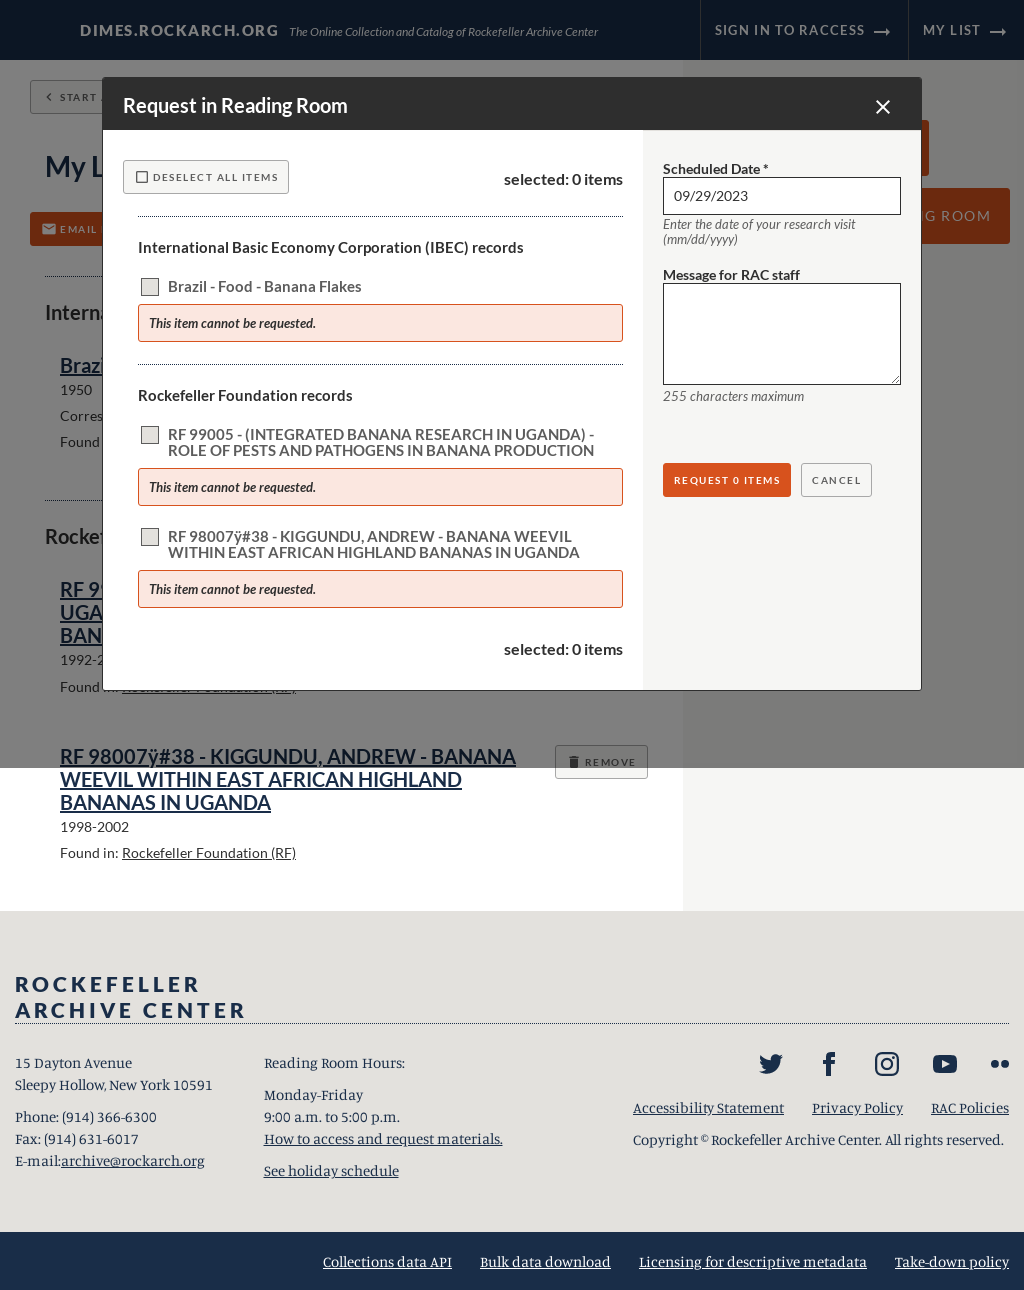 DIMES.ROCKARCH.ORG The Online Collection and Catalog of Rockefeller Archive Center
SIGN IN TO RACCESS
MY LIST
START
Request in Reading Room
My L
DESELECT ALL ITEMS
selected: 0 items
EMAIL
NG ROOM
International Basic Economy Corporation (IBEC) records
Brazil - Food - Banana Flakes
This item cannot be requested.
Rockefeller Foundation records
RF 99005 - (INTEGRATED BANANA RESEARCH IN UGANDA) -
ROLE OF PESTS AND PATHOGENS IN BANANA PRODUCTION
This item cannot be requested.
RF 98007ÿ#38 - KIGGUNDU, ANDREW - BANANA WEEVIL
WITHIN EAST AFRICAN HIGHLAND BANANAS IN UGANDA
This item cannot be requested.
selected: 0 items
Scheduled Date *
09/29/2023
Enter the date of your research visit
(mm/dd/yyyy)
Message for RAC staff
255 characters maximum
REQUEST 0 ITEMS
CANCEL
Interna
Brazi
1950
Corres
Found
Rockef
RF 99
UGA
BAN
1992-2
Found
RF 98007ÿ#38 - KIGGUNDU, ANDREW - BANANA
WEEVIL WITHIN EAST AFRICAN HIGHLAND
BANANAS IN UGANDA
REMOVE
1998-2002
Found in: Rockefeller Foundation (RF)
ROCKEFELLER
ARCHIVE CENTER
15 Dayton Avenue
Sleepy Hollow, New York 10591
Phone: (914) 366-6300
Fax: (914) 631-6017
E-mail:archive@rockarch.org
Reading Room Hours:
Monday-Friday
9:00 a.m. to 5:00 p.m.
How to access and request materials.
See holiday schedule
Accessibility Statement
Privacy Policy
RAC Policies
Copyright © Rockefeller Archive Center. All rights reserved.
Collections data API
Bulk data download
Licensing for descriptive metadata
Take-down policy